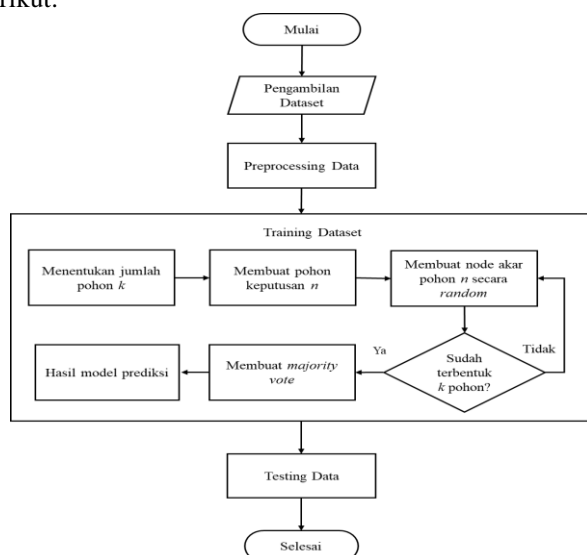 rikut.
Mulai
Pengambilan
Dataset
Preprocessing Data
Training Dataset
Menentukan jumlah
pohon k
Membuat pohon
keputusan n
Membuat node akar
pohon n secara
random
Sudah
terbentuk
k pohon?
Tidak
Ya
Membuat majority
vote
Hasil model prediksi
Testing Data
Selesai